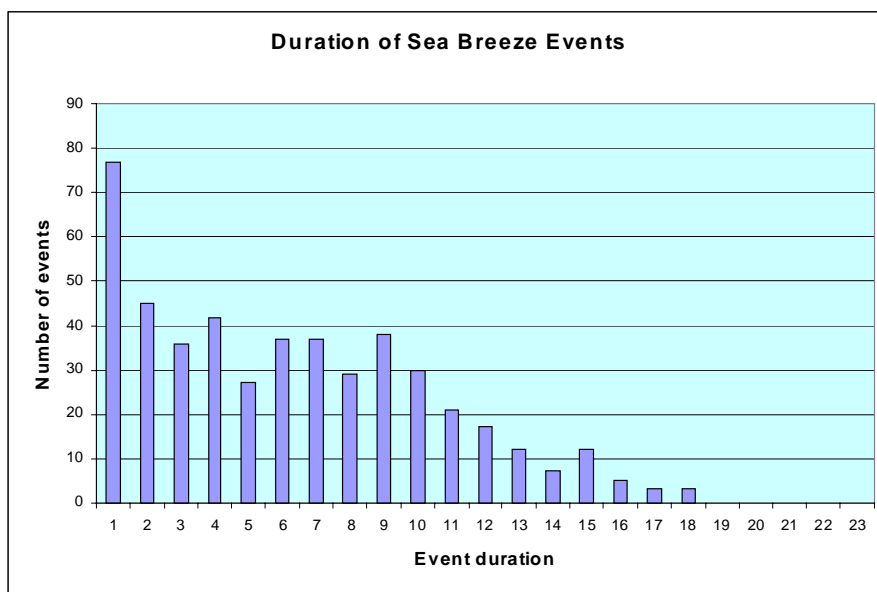 Duration of Sea Breeze Events
90
80
70
60
50
40
30
20
10
0
Number of events
1 2 3 4 5 6 7 8 9 10 11 12 13 14 15 16 17 18 19 20 21 22 23
Event duration